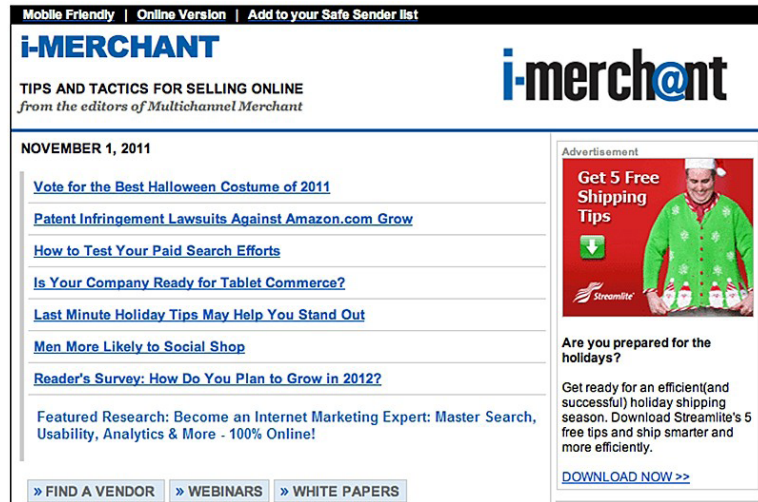 Mobile Friendly | Online Version | Add to your Safe Sender list
i-MERCHANT
TIPS AND TACTICS FOR SELLING ONLINE
from the editors of Multichannel Merchant
i-merch@nt
NOVEMBER 1, 2011
Vote for the Best Halloween Costume of 2011
Patent Infringement Lawsuits Against Amazon.com Grow
How to Test Your Paid Search Efforts
Is Your Company Ready for Tablet Commerce?
Last Minute Holiday Tips May Help You Stand Out
Men More Likely to Social Shop
Reader's Survey: How Do You Plan to Grow in 2012?
Featured Research: Become an Internet Marketing Expert: Master Search,
Usability, Analytics & More - 100% Online!
» FIND A VENDOR
» WEBINARS
» WHITE PAPERS
Advertisement
Get 5 Free
Shipping
Tips
Streamlite
Are you prepared for the
holidays?
Get ready for an efficient(and
successful) holiday shipping
season. Download Streamlite's 5
free tips and ship smarter and
more efficiently.
DOWNLOAD NOW >>